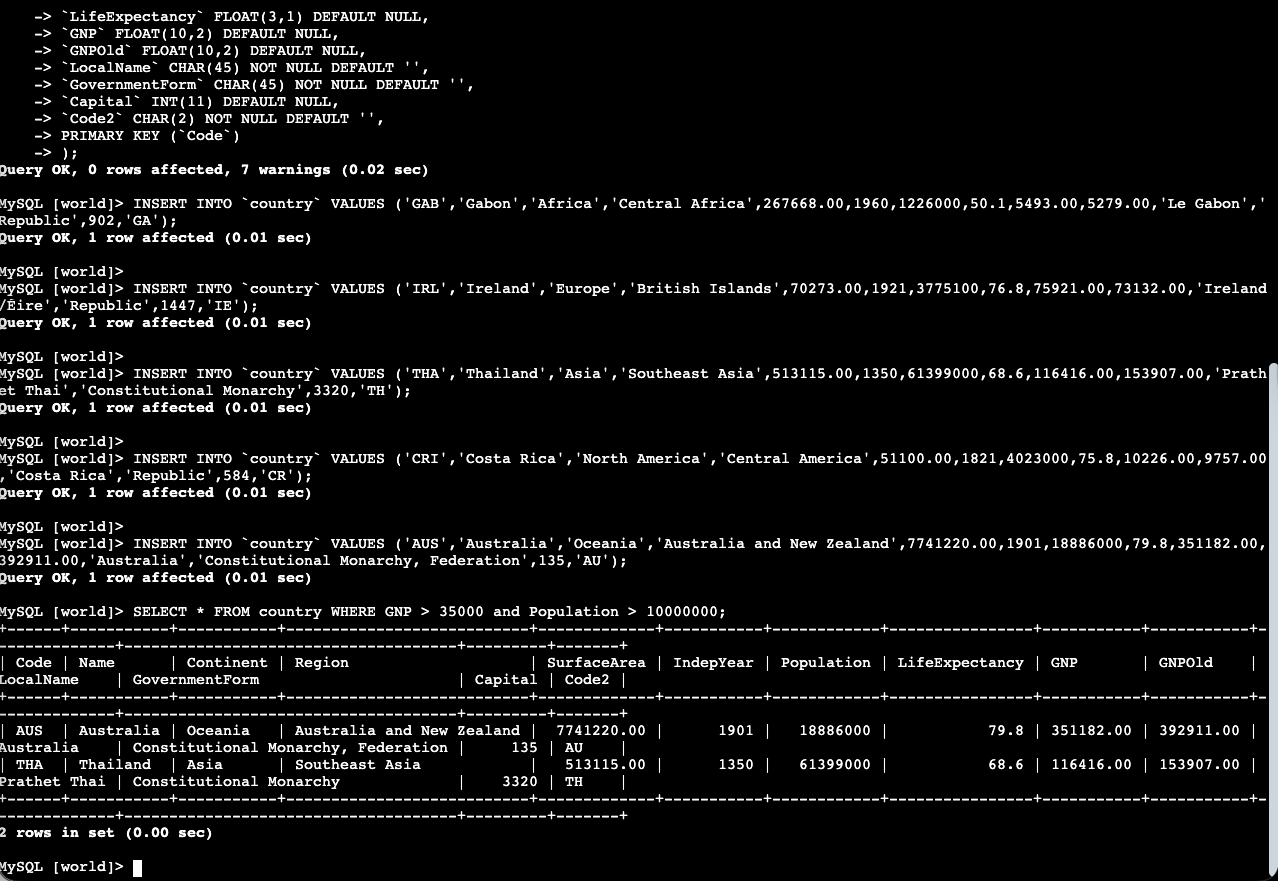 -> `LifeExpectancy` FLOAT(3,1) DEFAULT NULL,
    -> `GNP` FLOAT(10,2) DEFAULT NULL,
    -> `GNPOld` FLOAT(10,2) DEFAULT NULL,
    -> `LocalName` CHAR(45) NOT NULL DEFAULT '',
    -> `GovernmentForm` CHAR(45) NOT NULL DEFAULT '',
    -> `Capital` INT(11) DEFAULT NULL,
    -> `Code2` CHAR(2) NOT NULL DEFAULT '',
    -> PRIMARY KEY (`Code`)
    -> );
Query OK, 0 rows affected, 7 warnings (0.02 sec)

MySQL [world]> INSERT INTO `country` VALUES ('GAB','Gabon','Africa','Central Africa',267668.00,1960,1226000,50.1,5493.00,5279.00,'Le Gabon','
Republic',902,'GA');
Query OK, 1 row affected (0.01 sec)

MySQL [world]>
MySQL [world]> INSERT INTO `country` VALUES ('IRL','Ireland','Europe','British Islands',70273.00,1921,3775100,76.8,75921.00,73132.00,'Ireland
/Éire','Republic',1447,'IE');
Query OK, 1 row affected (0.01 sec)

MySQL [world]>
MySQL [world]> INSERT INTO `country` VALUES ('THA','Thailand','Asia','Southeast Asia',513115.00,1350,61399000,68.6,116416.00,153907.00,'Prath
et Thai','Constitutional Monarchy',3320,'TH');
Query OK, 1 row affected (0.01 sec)

MySQL [world]>
MySQL [world]> INSERT INTO `country` VALUES ('CRI','Costa Rica','North America','Central America',51100.00,1821,4023000,75.8,10226.00,9757.00
,'Costa Rica','Republic',584,'CR');
Query OK, 1 row affected (0.01 sec)

MySQL [world]>
MySQL [world]> INSERT INTO `country` VALUES ('AUS','Australia','Oceania','Australia and New Zealand',7741220.00,1901,18886000,79.8,351182.00,
392911.00,'Australia','Constitutional Monarchy, Federation',135,'AU');
Query OK, 1 row affected (0.01 sec)

MySQL [world]> SELECT * FROM country WHERE GNP > 35000 and Population > 10000000;
+------+-----------+-----------+---------------------------+-------------+-----------+------------+----------------+-----------+-----------+-
-------------+-------------------------------------+---------+-------+
| Code | Name      | Continent | Region                    | SurfaceArea | IndepYear | Population | LifeExpectancy | GNP       | GNPOld    |
LocalName    | GovernmentForm                      | Capital | Code2 |
+------+-----------+-----------+---------------------------+-------------+-----------+------------+----------------+-----------+-----------+-
-------------+-------------------------------------+---------+-------+
| AUS  | Australia | Oceania   | Australia and New Zealand |  7741220.00 |      1901 |   18886000 |           79.8 | 351182.00 | 392911.00 |
Australia    | Constitutional Monarchy, Federation |     135 | AU    |
| THA  | Thailand  | Asia      | Southeast Asia            |   513115.00 |      1350 |   61399000 |           68.6 | 116416.00 | 153907.00 |
Prathet Thai | Constitutional Monarchy             |    3320 | TH    |
+------+-----------+-----------+---------------------------+-------------+-----------+------------+----------------+-----------+-----------+-
-------------+-------------------------------------+---------+-------+
2 rows in set (0.00 sec)

MySQL [world]>